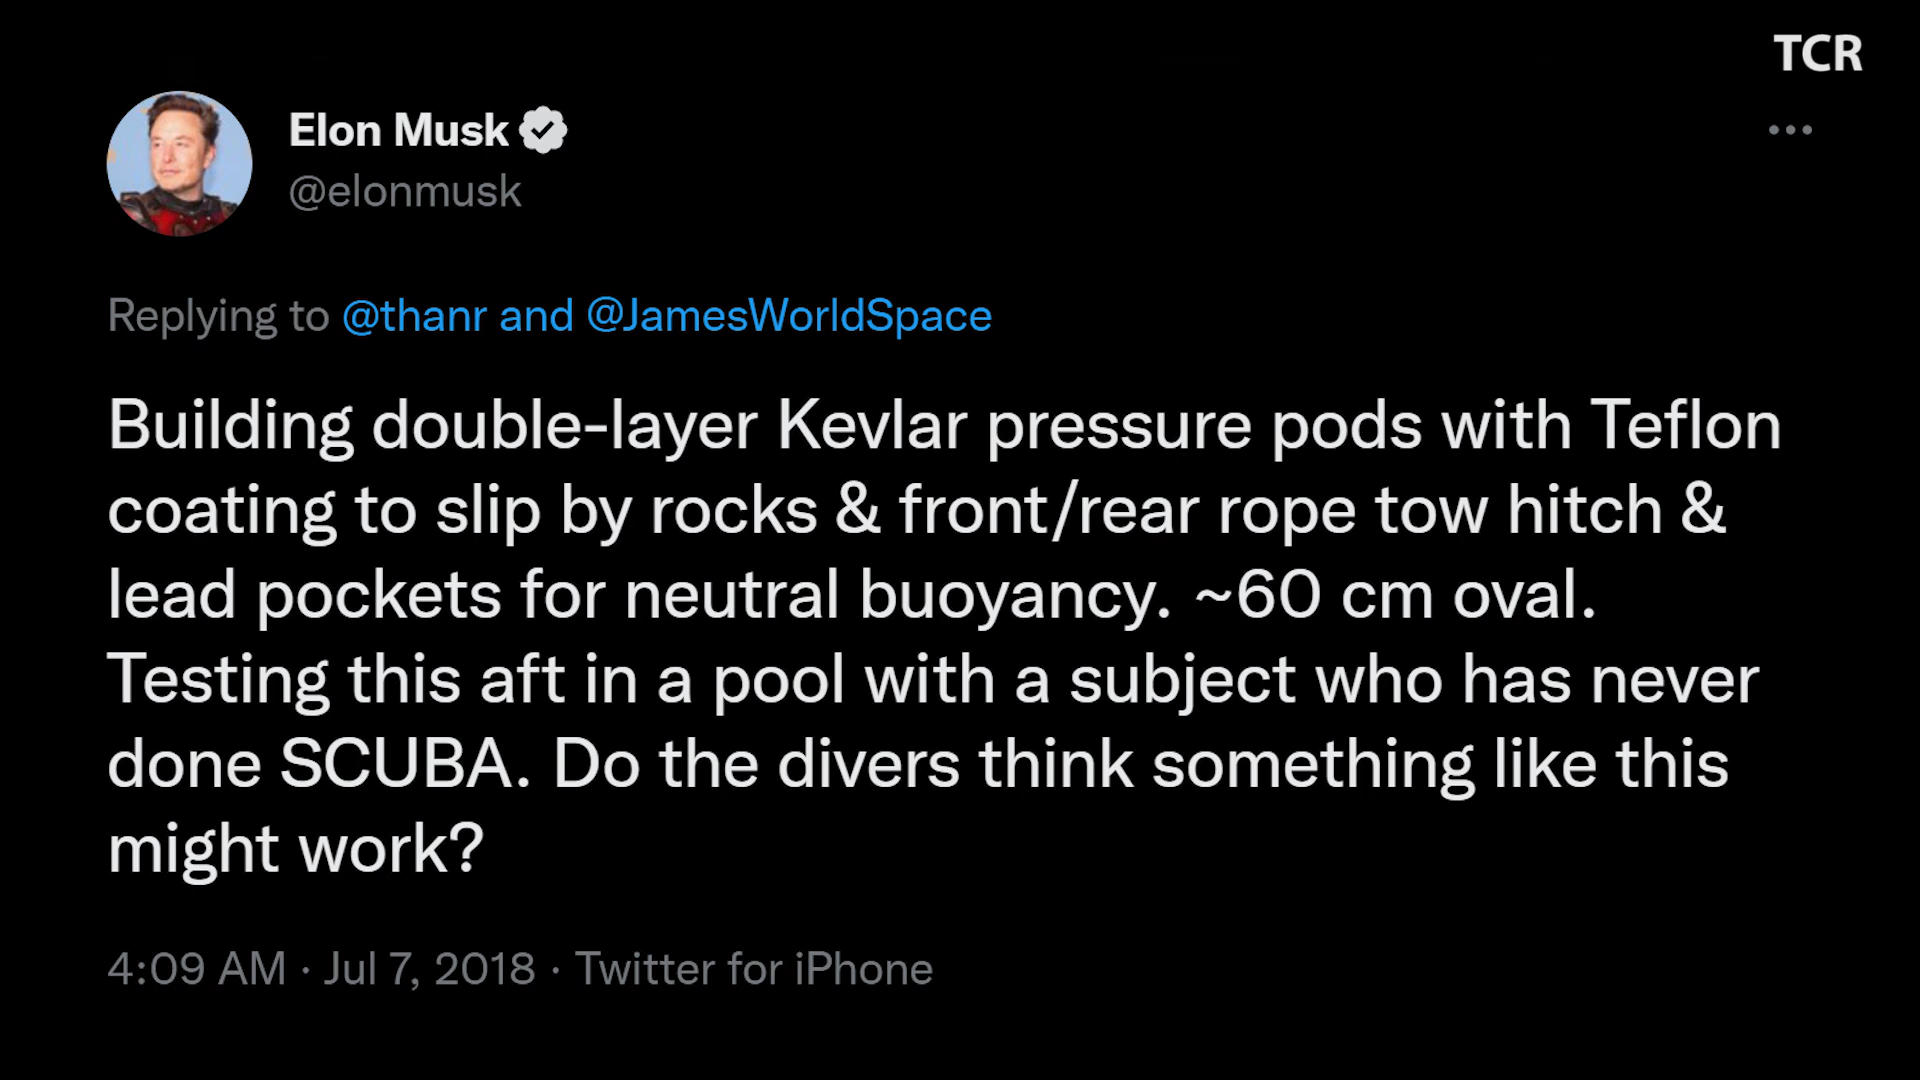 TCR
Elon Musk
@elonmusk
Replying to @thanr and @JamesWorldSpace
Building double-layer Kevlar pressure pods with Teflon
coating to slip by rocks & front/rear rope tow hitch &
lead pockets for neutral buoyancy. ~60 cm oval.
Testing this aft in a pool with a subject who has never
done SCUBA. Do the divers think something like this
might work?
4:09 AM · Jul 7, 2018 · Twitter for iPhone